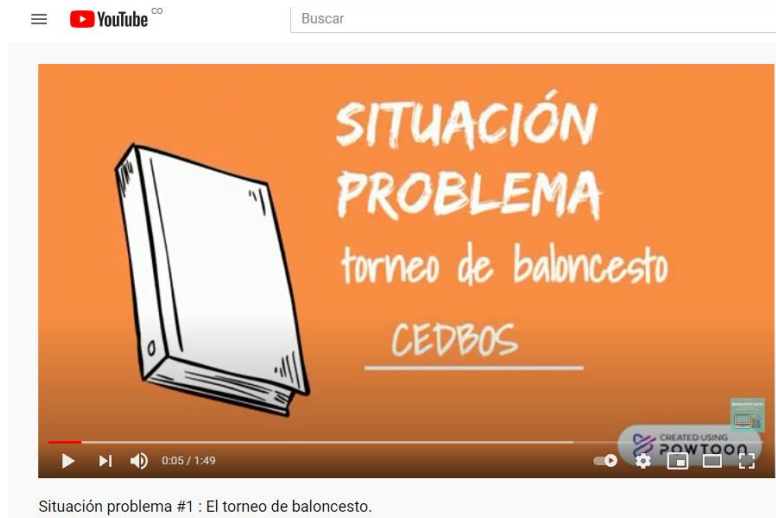 YouTube CO
Buscar
SITUACIÓN
PROBLEMA
torneo de baloncesto
CEDBOS
CREATED USING
POWTOON
0:05 / 1:49
Situación problema #1 : El torneo de baloncesto.